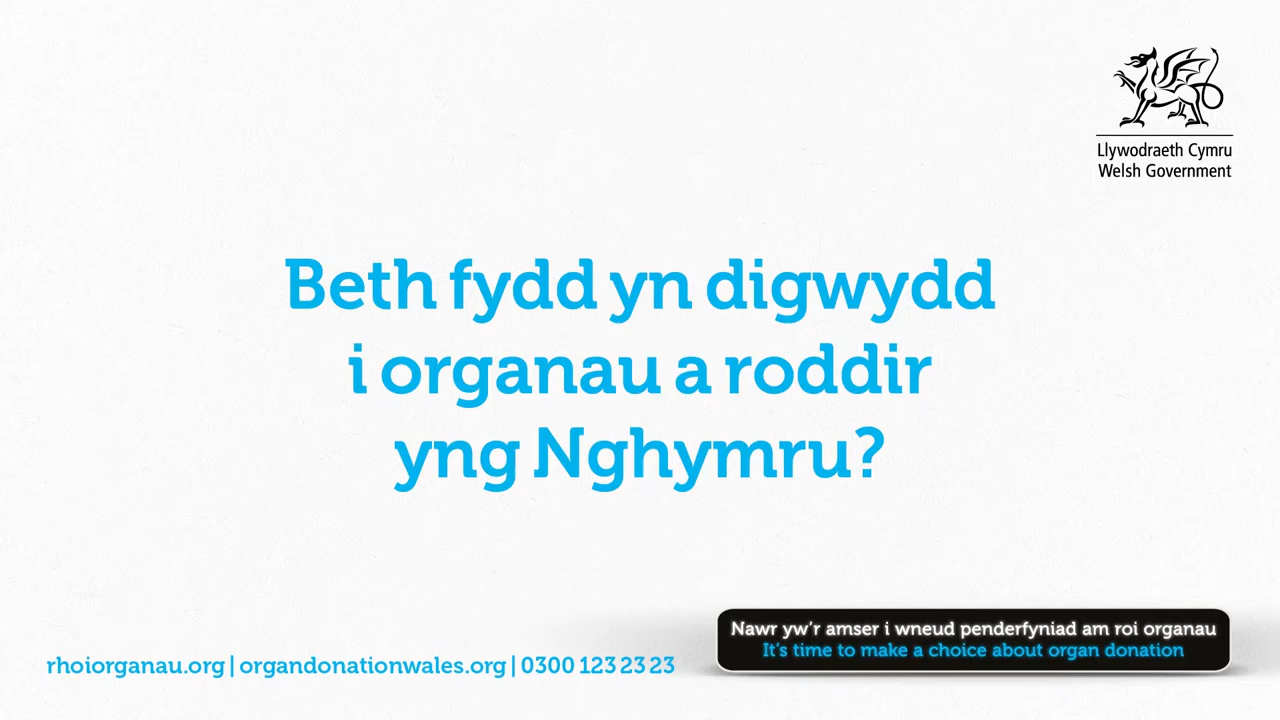 Llywodraeth Cymru
Welsh Government
Beth fydd yn digwydd
i organau a roddir
yng Nghymru?
Nawr yw'r amser i wneud penderfyniad am roi organau
It's time to make a choice about organ donation
rhoiorganau.org | organdonationwales.org | 0300 123 23 23